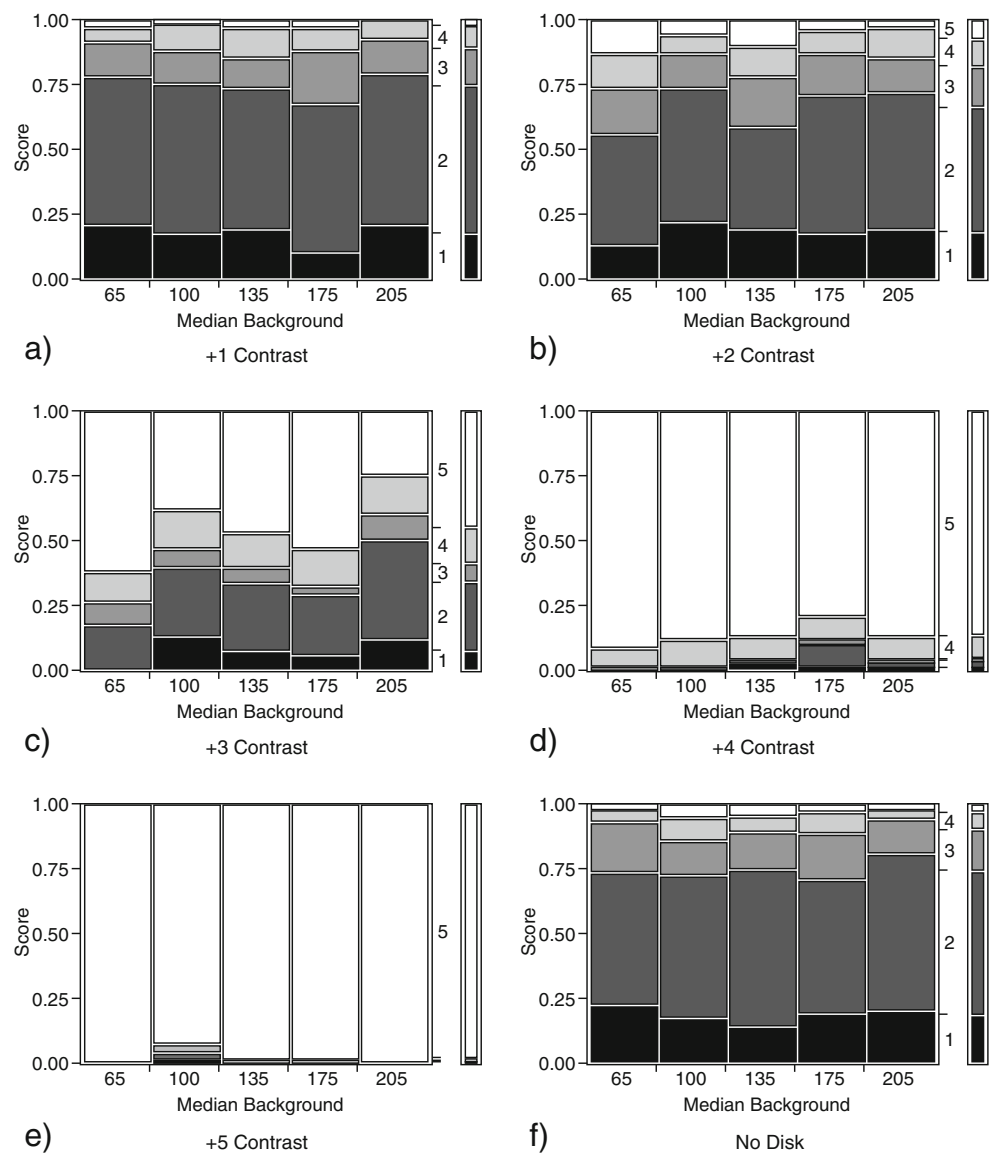 1.00
0.75
0.50
0.25
0.00
Score
4
3
2
1
65 100 135 175 205
Median Background
a)
+1 Contrast
1.00
0.75
0.50
0.25
0.00
Score
5
4
3
2
1
65 100 135 175 205
Median Background
b)
+2 Contrast
1.00
0.75
0.50
0.25
0.00
Score
5
4
3
2
1
65 100 135 175 205
Median Background
c)
+3 Contrast
1.00
0.75
0.50
0.25
0.00
Score
5
4
65 100 135 175 205
Median Background
d)
+4 Contrast
1.00
0.75
0.50
0.25
0.00
Score
5
65 100 135 175 205
Median Background
e)
+5 Contrast
1.00
0.75
0.50
0.25
0.00
Score
4
3
2
1
65 100 135 175 205
Median Background
f)
No Disk